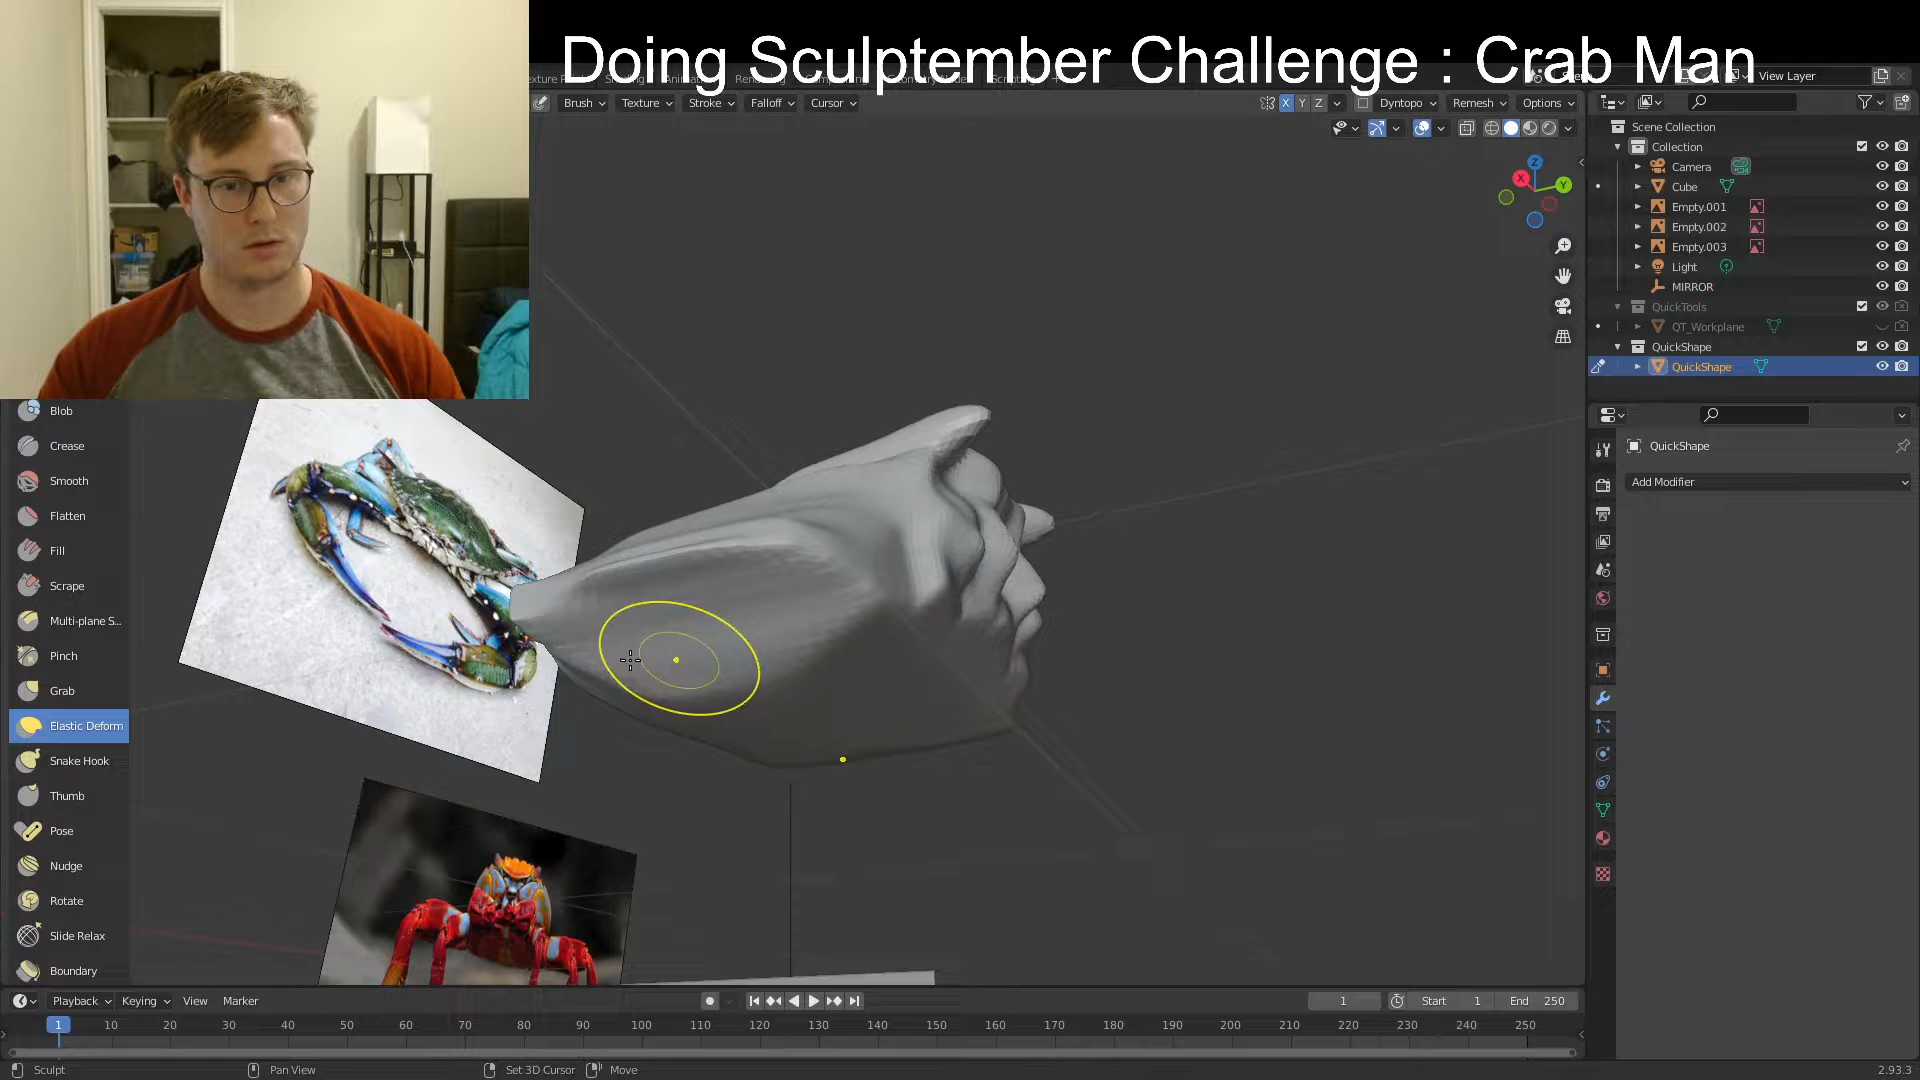 Doing Sculptember Challenge : Crab Man
View Layer
Brush
Texture
Stroke
Falloff
Cursor
X
Y
Z
Dyntopo
Remesh
Options
Scene Collection
Collection
Camera
Cube
Empty.001
Empty.002
Empty.003
Light
MIRROR
QuickTools
QT_Workplane
QuickShape
QuickShape
Z
X
Y
QuickShape
Add Modifier
Blob
Crease
Smooth
Flatten
Fill
Scrape
Multi-plane S...
Pinch
Grab
Elastic Deform
Snake Hook
Thumb
Pose
Nudge
Rotate
Slide Relax
Boundary
Playback
Keying
View
Marker
1
Start 1
End 250
1 10 20 30 40 50 60 70 80 90 100 110 120 130 140 150 160 170 180 190 200 210 220 230 240 250
Sculpt
Pan View
Set 3D Cursor
Move
2.93.3